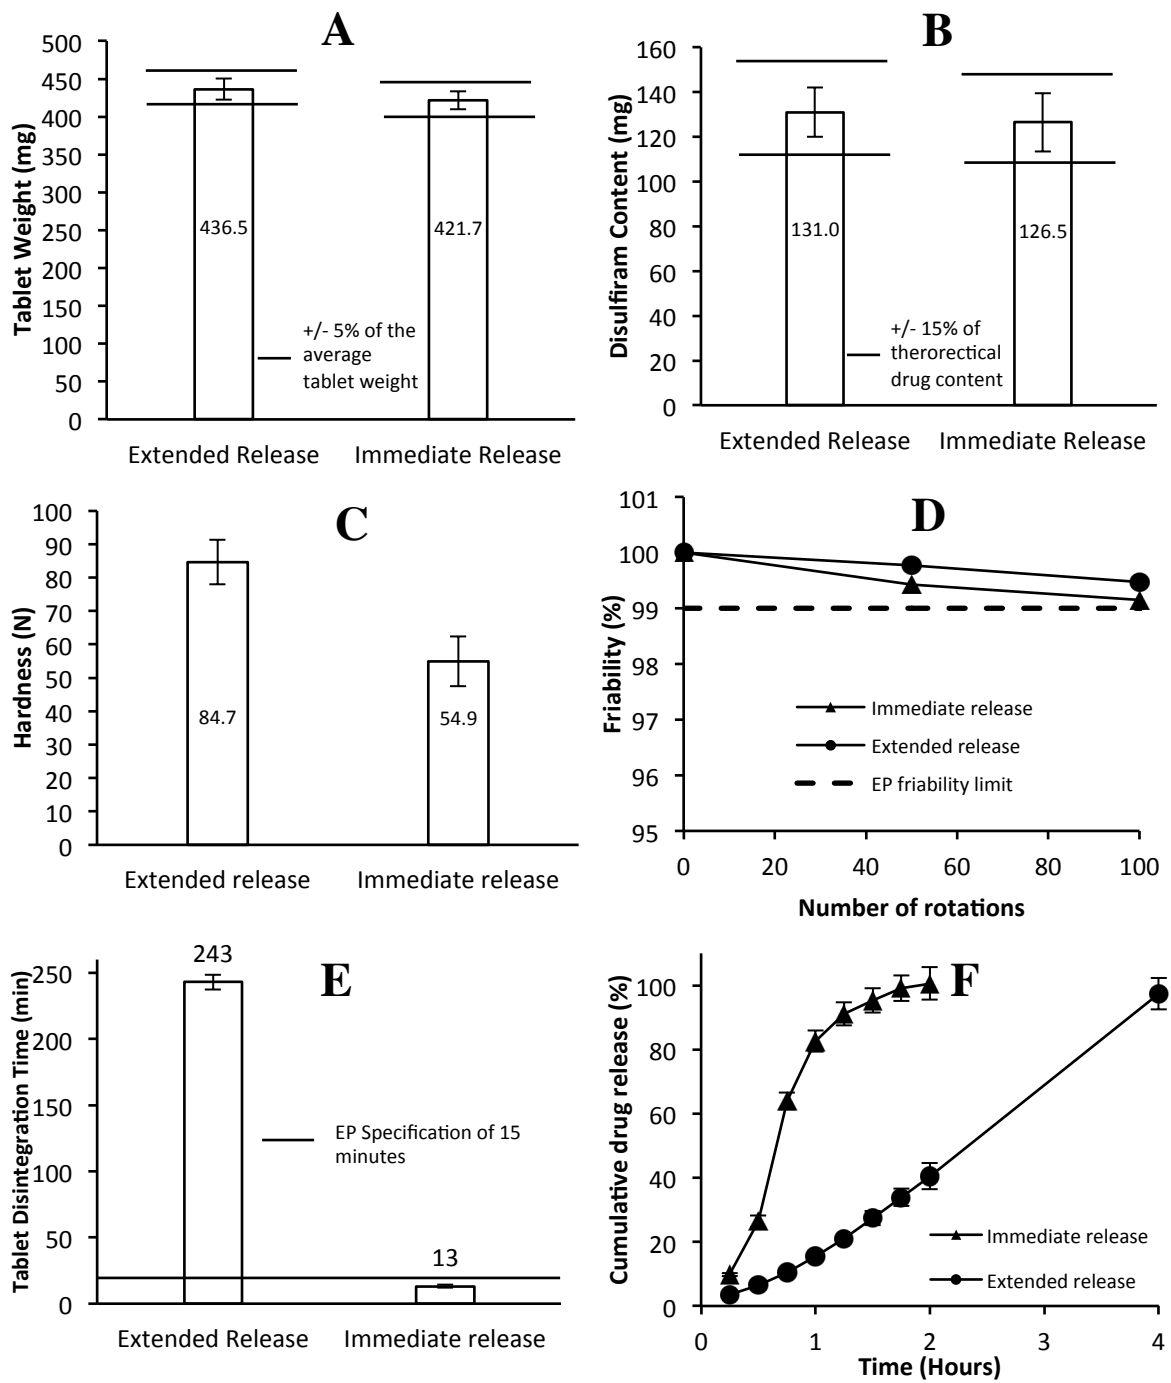 A
Tablet Weight (mg)
500
450
400
350
300
250
200
150
100
50
0
436.5
421.7
+/- 5% of the
average
tablet weight
Extended Release
Immediate Release
B
Disulfiram Content (mg)
160
140
120
100
80
60
40
20
0
131.0
126.5
+/- 15% of
therorectical
drug content
Extended Release
Immediate Release
C
Hardness (N)
100
90
80
70
60
50
40
30
20
10
0
84.7
54.9
Extended release
Immediate release
D
Friability (%)
101
100
99
98
97
96
95
Immediate release
Extended release
EP friability limit
0 20 40 60 80 100
Number of rotations
E
Tablet Disintegration Time (min)
250
200
150
100
50
0
243
13
EP Specification of 15
minutes
Extended Release
Immediate release
F
Cumulative drug release (%)
100
80
60
40
20
0
Immediate release
Extended release
0 1 2 3 4
Time (Hours)